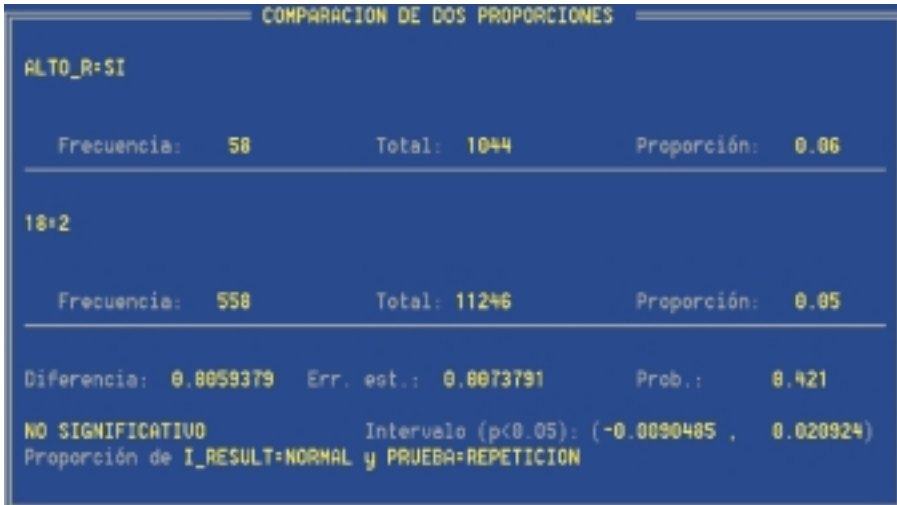 COMPARACION DE DOS PROPORCIONES
ALTO_R=SI
Frecuencia: 58 Total: 1044 Proporción: 0.06
18=2
Frecuencia: 558 Total: 11246 Proporción: 0.05
Diferencia: 0.0059379 Err. est.: 0.0073791 Prob.: 0.421
NO SIGNIFICATIVO Intervalo (p<0.05): (-0.0090485 , 0.020924)
Proporción de I_RESULT=NORMAL y PRUEBA=REPETICION